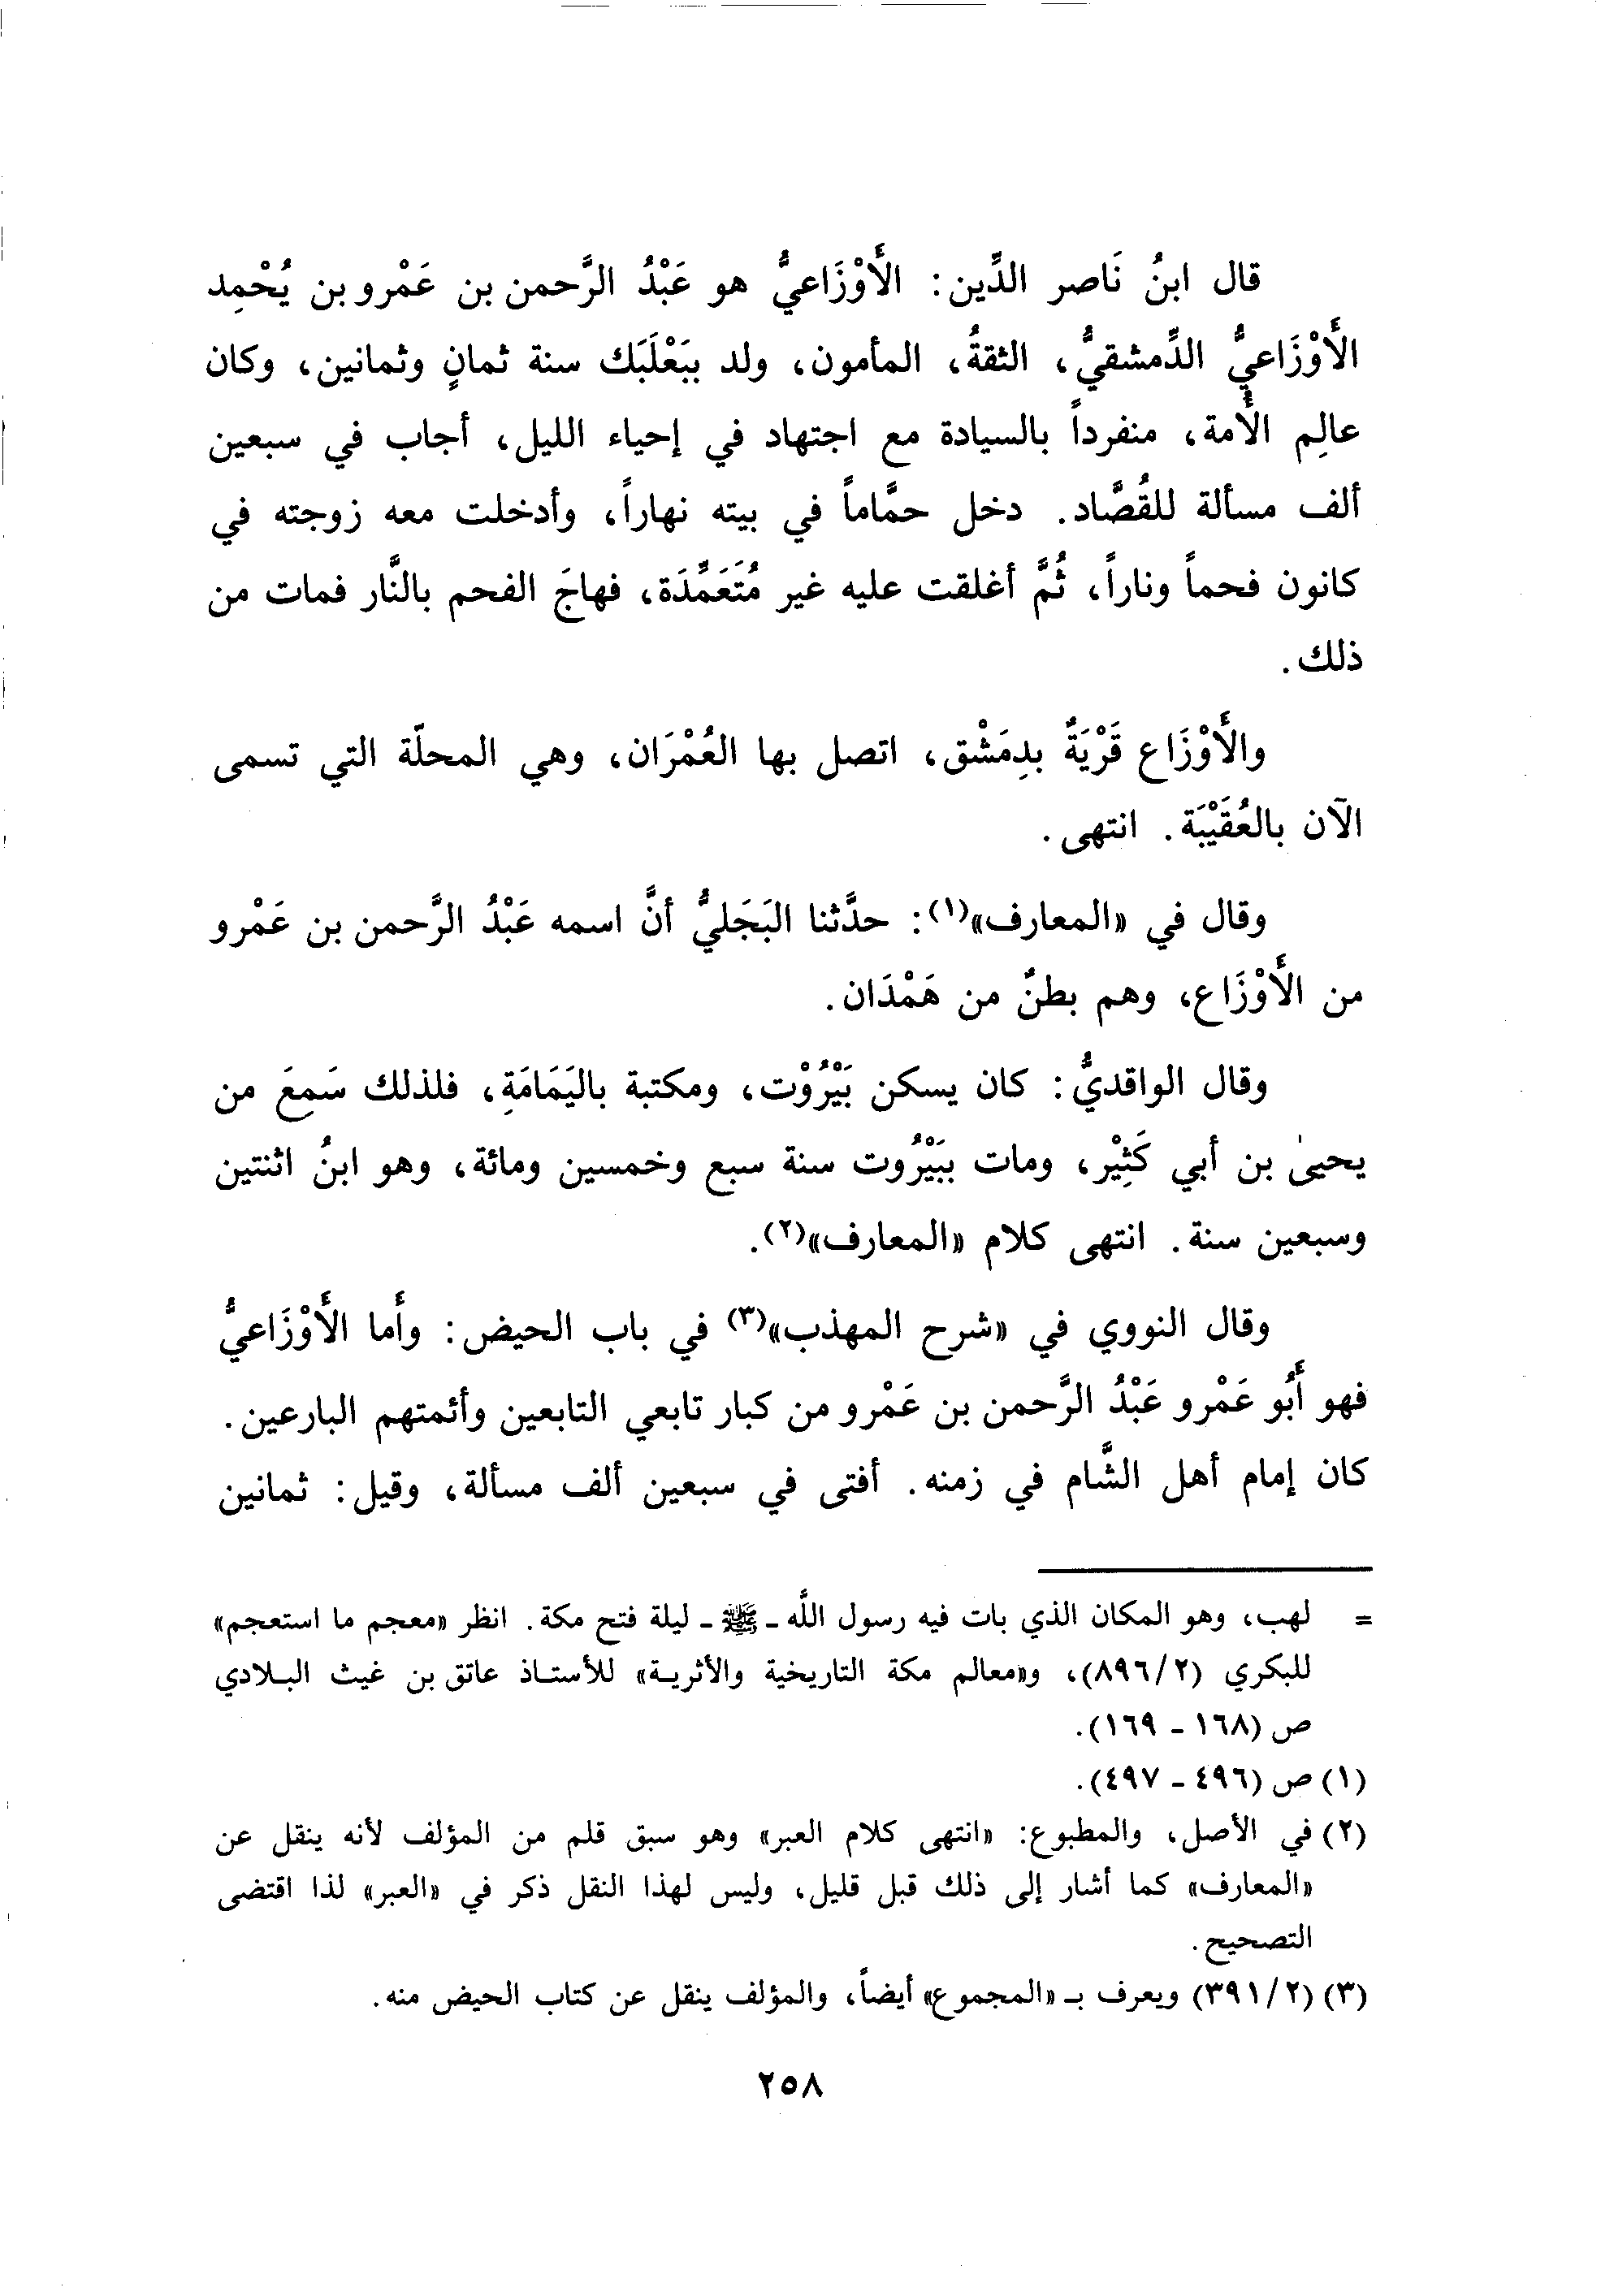 قال ابنُ نَاصر الدِّين: الأَوْزَاعيُّ هو عَبْدُ الرَّحمن بن عَمْرو بن يُحْمِد
الأَوْزَاعيُّ الدِّمشقيُّ، الثقةُ، المأمون، ولد ببَعْلَبَك سنة ثمانٍ وثمانين، وكان
عالِم الأُمة، منفرداً بالسيادة مع اجتهاد في إحياء الليل، أجاب في سبعين
ألف مسألة للقُصَّاد. دخل حمَّاماً في بيته نهاراً، وأدخلت معه زوجته في
كانون فحماً وناراً، ثُمَّ أغلقت عليه غير مُتَعَمِّدَة، فهاجَ الفحم بالنَّار فمات من
ذلك.
والأَوْزَاع قَرْيَةٌ بدِمَشْق، اتصل بها العُمْرَان، وهي المحلّة التي تسمى
الآن بالعُقَيْبَة. انتهى.
وقال في «المعارف»(١): حدَّثنا البَجَليُّ أنَّ اسمه عَبْدُ الرَّحمن بن عَمْرو
من الأَوْزَاع، وهم بطنٌ من هَمْدَان.
وقال الواقديُّ: كان يسكن بَيْرُوْت، ومكتبة باليَمَامَةِ، فلذلك سَمِعَ من
يحيىٰ بن أبي كَثِيْر، ومات ببَيْرُوت سنة سبع وخمسين ومائة، وهو ابنُ اثنتين
وسبعين سنة. انتهى كلام «المعارف»(٢).
وقال النووي في «شرح المهذب»(٣) في باب الحيض: وأَما الأَوْزَاعيُّ
فهو أَبُو عَمْرو عَبْدُ الرَّحمن بن عَمْرو من كبار تابعي التابعين وأئمتهم البارعين.
كان إمام أهل الشَّام في زمنه. أفتى في سبعين ألف مسألة، وقيل: ثمانين
= لهب، وهو المكان الذي بات فيه رسول اللَّه ـ ﷺ ـ ليلة فتح مكة. انظر «معجم ما استعجم»
للبكري (٨٩٦/٢)، و«معالم مكة التاريخية والأثرية» للأستاذ عاتق بن غيث البلادي
ص (١٦٨ - ١٦٩).
(١) ص (٤٩٦ - ٤٩٧).
(٢) في الأصل، والمطبوع: «انتهى كلام العبر» وهو سبق قلم من المؤلف لأنه ينقل عن
«المعارف» كما أشار إلى ذلك قبل قليل، وليس لهذا النقل ذكر في «العبر» لذا اقتضى
التصحيح.
(٣) (٣٩١/٢) ويعرف بـ «المجموع» أيضاً، والمؤلف ينقل عن كتاب الحيض منه.
٢٥٨